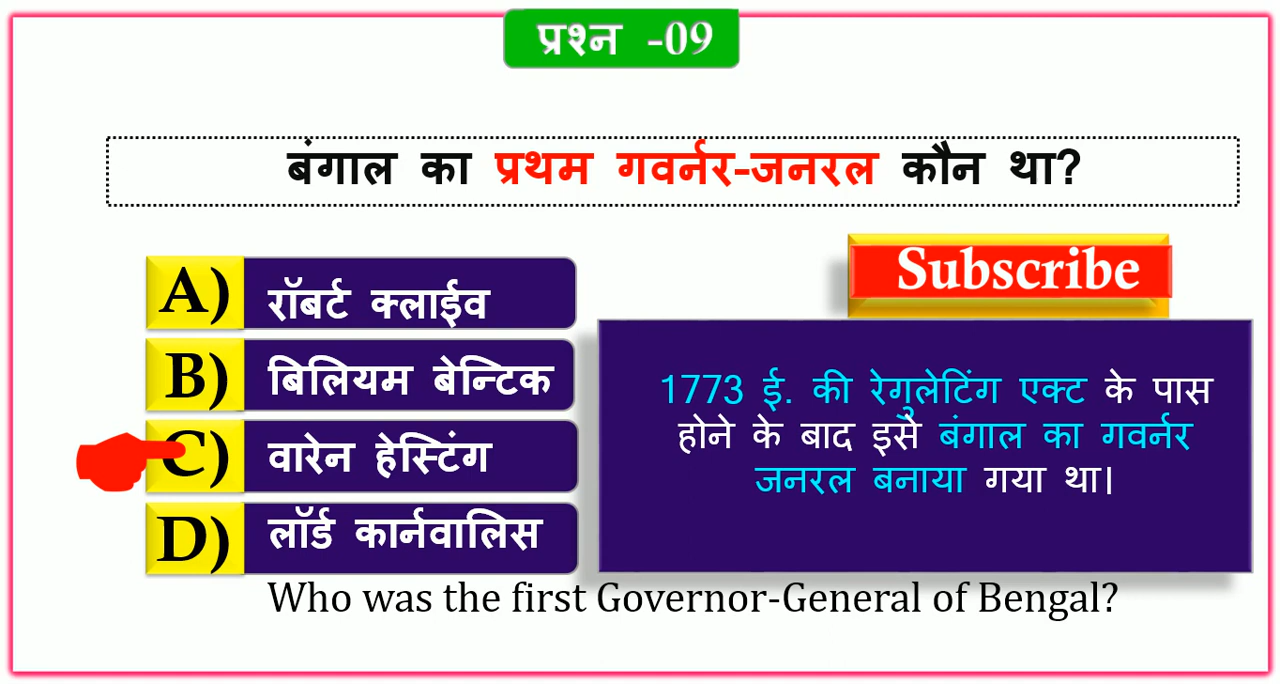 प्रश्न -09
बंगाल का प्रथम गवर्नर-जनरल कौन था?
A) रॉबर्ट क्लाईव
B) बिलियम बेन्टिक
C) वारेन हेस्टिंग
D) लॉर्ड कार्नवालिस
Subscribe
1773 ई. की रेगुलेटिंग एक्ट के पास
होने के बाद इसे बंगाल का गवर्नर
जनरल बनाया गया था।
Who was the first Governor-General of Bengal?